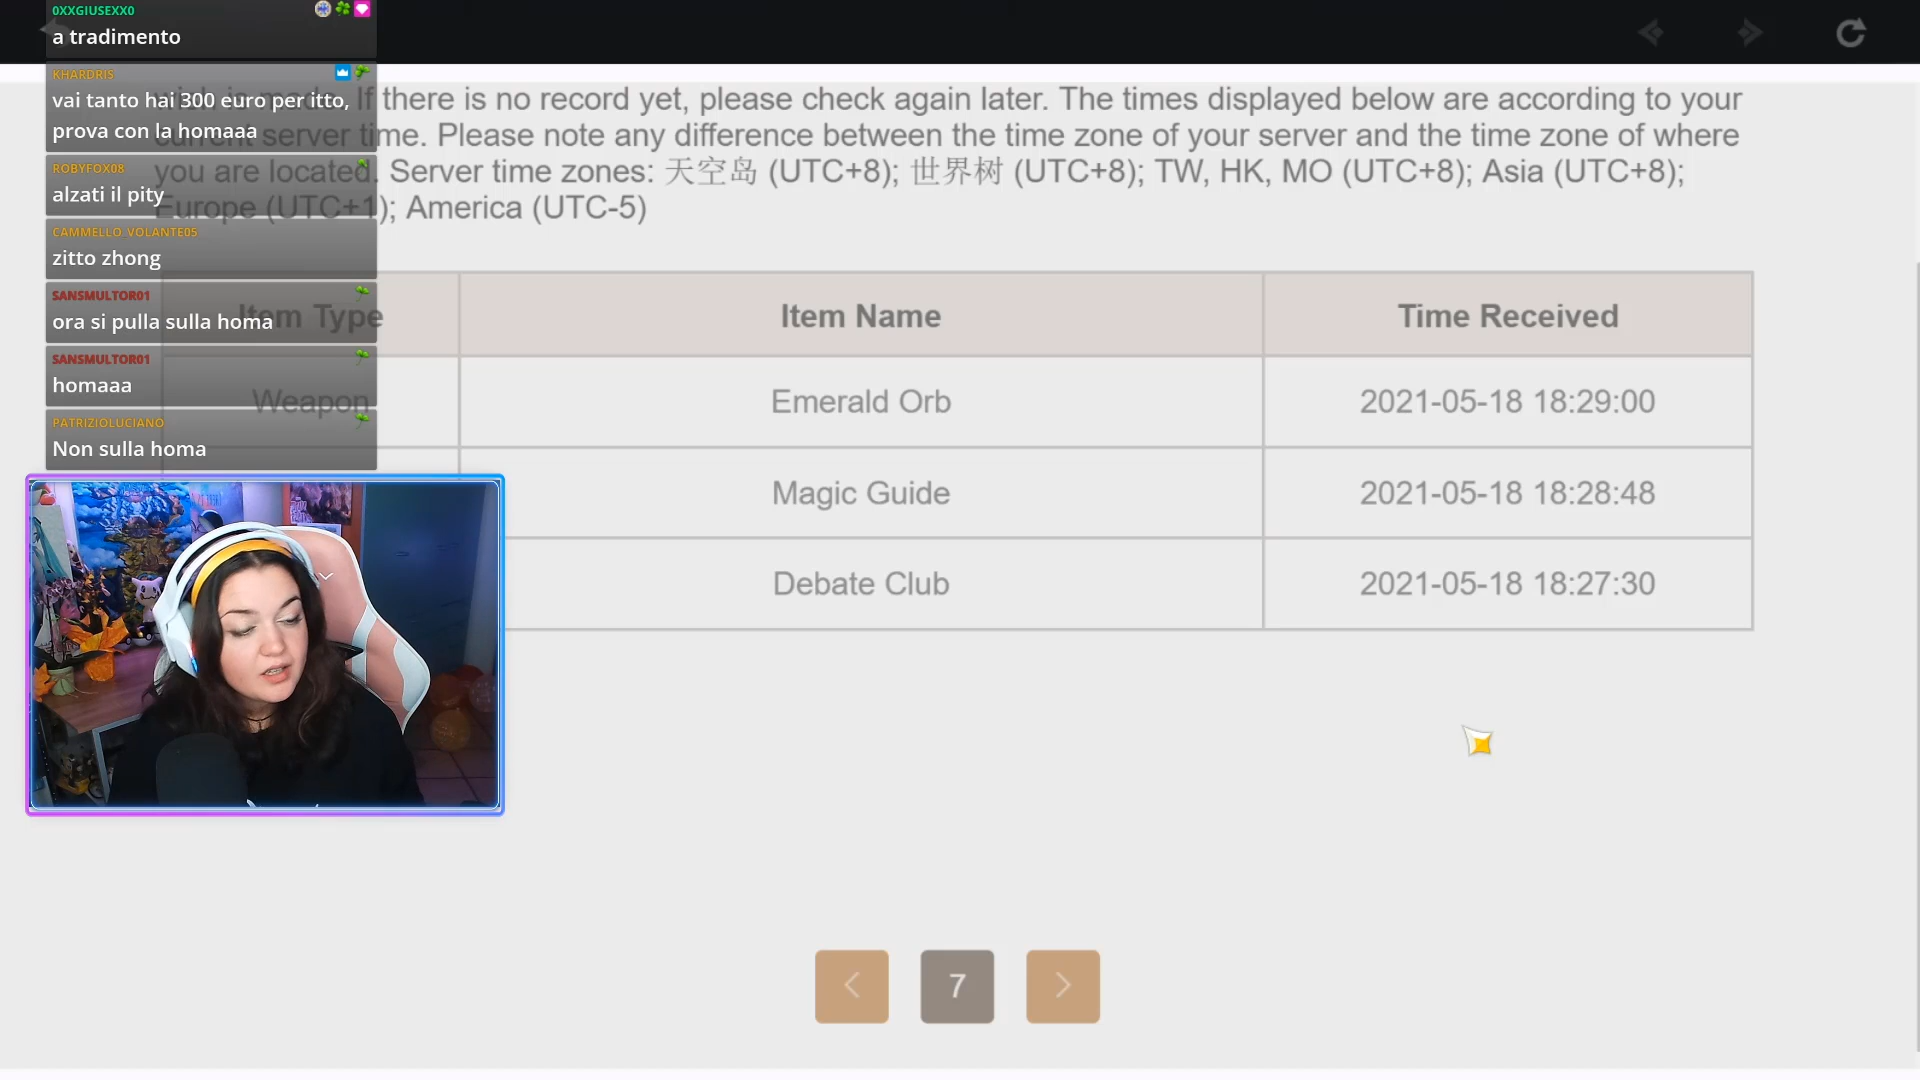 0XXGIUSEXX0
a tradimento
KHARDRIS
vai tanto hai 300 euro per itto,
prova con la homaaa
ROBYFOX08
alzati il pity
CAMMELLO_VOLANTE05
zitto zhong
SANSMULTOR01
ora si pulla sulla homa
SANSMULTOR01
homaaa
PATRIZIOLUCIANO
Non sulla homa
If there is no record yet, please check again later. The times displayed below are according to your
current server time. Please note any difference between the time zone of your server and the time zone of where
you are located. Server time zones: 天空岛 (UTC+8); 世界树 (UTC+8); TW, HK, MO (UTC+8); Asia (UTC+8);
Europe (UTC+1); America (UTC-5)
Item Type Item Name Time Received
Weapon Emerald Orb 2021-05-18 18:29:00
Magic Guide 2021-05-18 18:28:48
Debate Club 2021-05-18 18:27:30
7